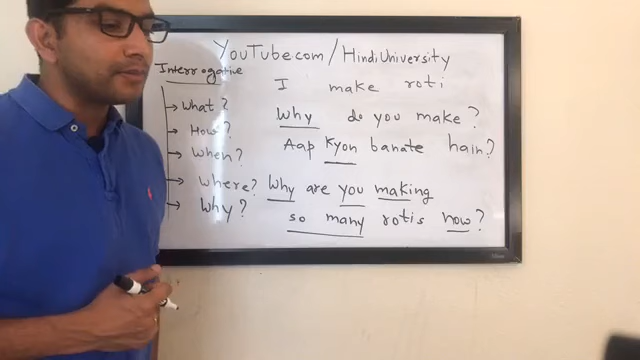 YouTube.com/HindiUniversity
Interrogative
What?
How?
When?
Where?
Why?
I make roti
Why do you make?
Aap Kyon banate hain?
Why are you making
so many rotis now?